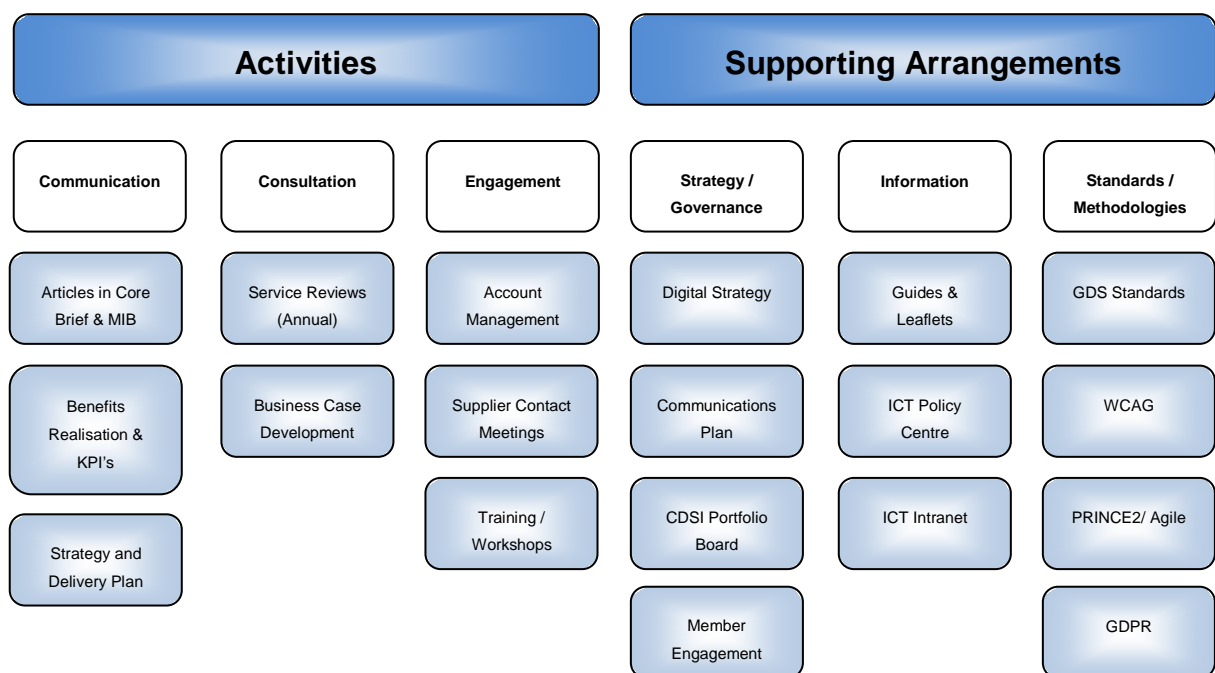 Activities
Supporting Arrangements
Communication
Consultation
Engagement
Strategy /
Governance
Information
Standards /
Methodologies
Articles in Core
Brief & MIB
Service Reviews
(Annual)
Account
Management
Digital Strategy
Guides &
Leaflets
GDS Standards
Benefits
Realisation &
KPI's
Business Case
Development
Supplier Contact
Meetings
Communications
Plan
ICT Policy
Centre
WCAG
Strategy and
Delivery Plan
Training /
Workshops
CDSI Portfolio
Board
ICT Intranet
PRINCE2/ Agile
Member
Engagement
GDPR